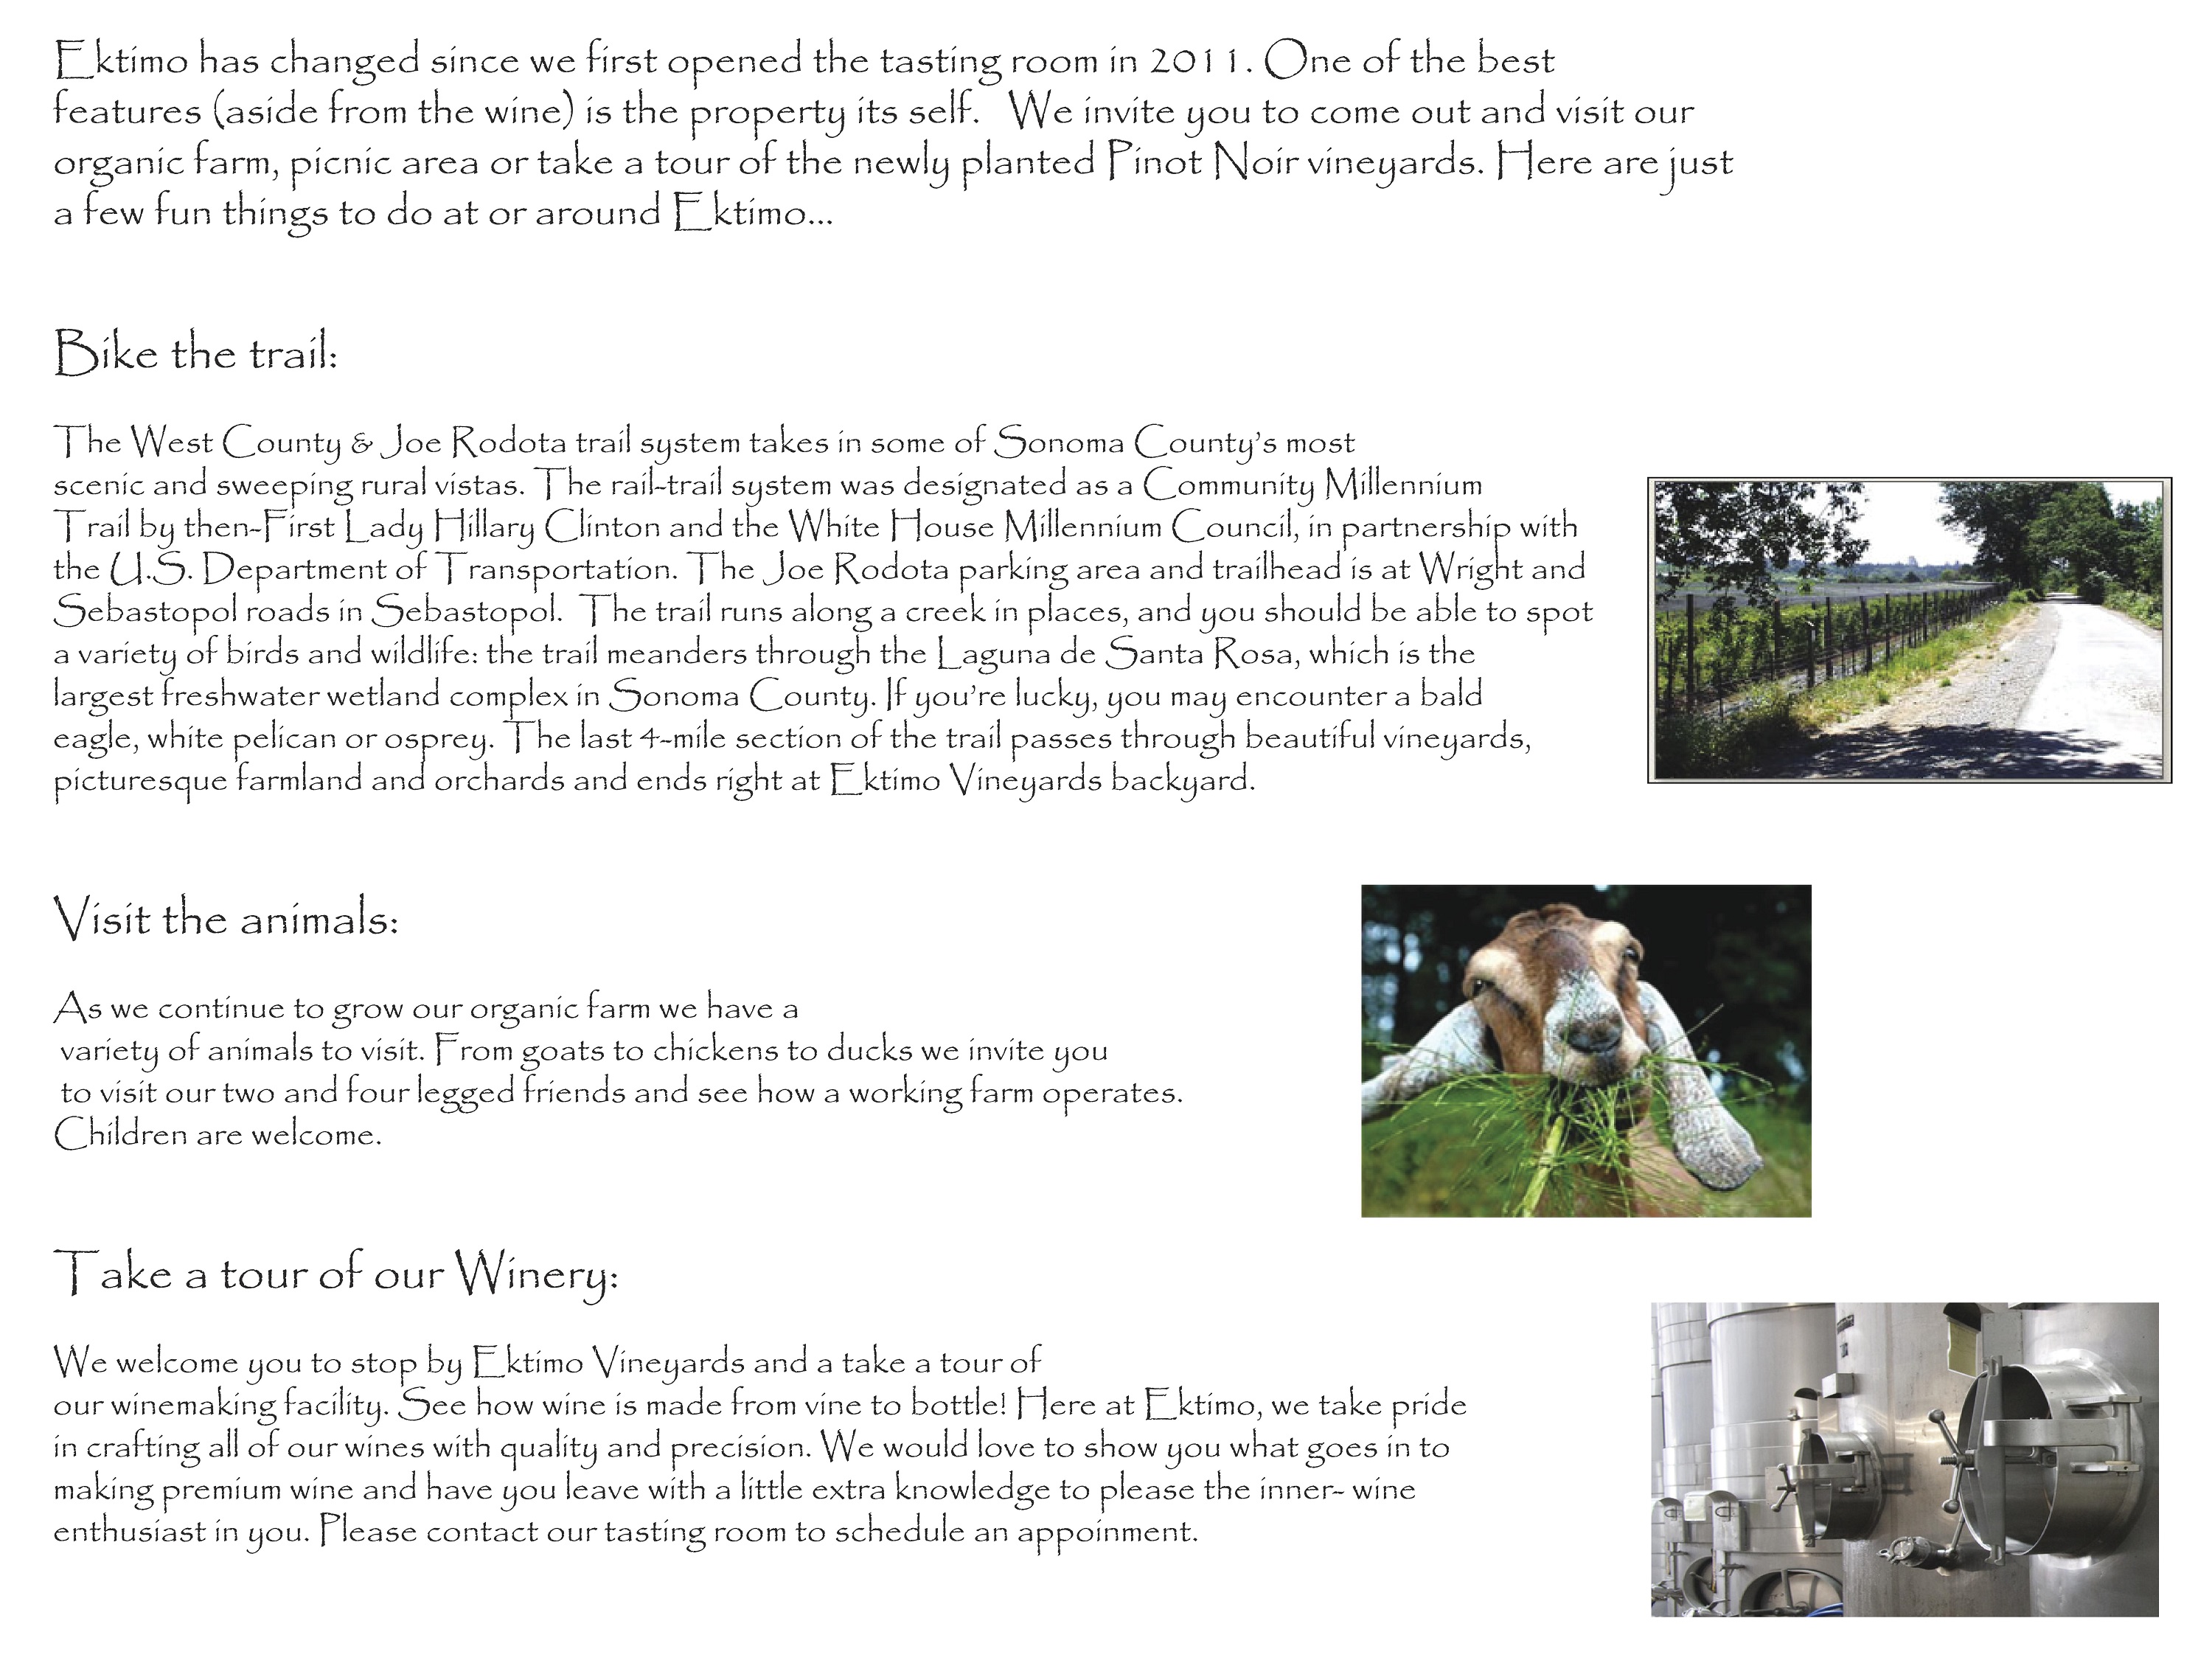 Ektimo has changed since we first opened the tasting room in 2011. One of the best
features (aside from the wine) is the property its self.   We invite you to come out and visit our
organic farm, picnic area or take a tour of the newly planted Pinot Noir vineyards. Here are just
a few fun things to do at or around Ektimo...
Bike the trail:
The West County & Joe Rodota trail system takes in some of Sonoma County's most
scenic and sweeping rural vistas. The rail-trail system was designated as a Community Millennium
Trail by then-First Lady Hillary Clinton and the White House Millennium Council, in partnership with
the U.S. Department of Transportation. The Joe Rodota parking area and trailhead is at Wright and
Sebastopol roads in Sebastopol.  The trail runs along a creek in places, and you should be able to spot
a variety of birds and wildlife: the trail meanders through the Laguna de Santa Rosa, which is the
largest freshwater wetland complex in Sonoma County. If you're lucky, you may encounter a bald
eagle, white pelican or osprey. The last 4-mile section of the trail passes through beautiful vineyards,
picturesque farmland and orchards and ends right at Ektimo Vineyards backyard.
Visit the animals:
As we continue to grow our organic farm we have a
variety of animals to visit. From goats to chickens to ducks we invite you
to visit our two and four legged friends and see how a working farm operates.
Children are welcome.
Take a tour of our Winery:
We welcome you to stop by Ektimo Vineyards and a take a tour of
our winemaking facility. See how wine is made from vine to bottle! Here at Ektimo, we take pride
in crafting all of our wines with quality and precision. We would love to show you what goes in to
making premium wine and have you leave with a little extra knowledge to please the inner- wine
enthusiast in you. Please contact our tasting room to schedule an appoinment.